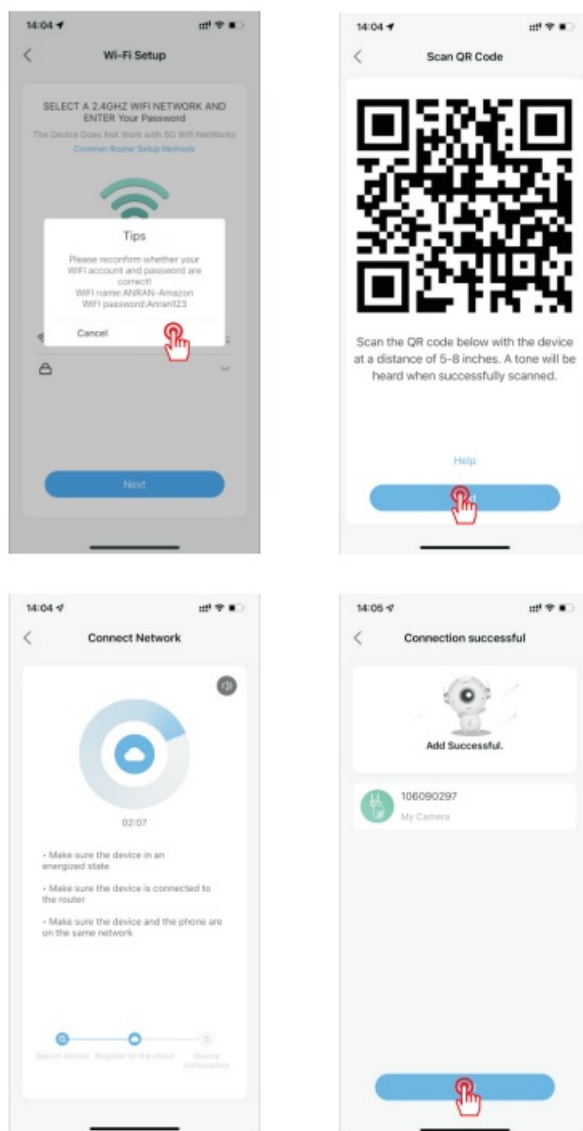 14:04
Wi-Fi Setup
SELECT A 2.4GHZ WIFI NETWORK AND
ENTER Your Password
The Device Does Not Work with 5G Wifi NetWorks
Common Router Setup Methods
Tips
Please reconfirm whether your
WIFI account and password are
correct!
WIFI name:ANRAN-Amazon
WIFI password:Anran123
Cancel
Next
14:04
Scan QR Code
Scan the QR code below with the device
at a distance of 5-8 inches. A tone will be
heard when successfully scanned.
Help
14:04
Connect Network
02:07
• Make sure the device in an
energized state
• Make sure the device is connected to
the router
• Make sure the device and the phone are
on the same network
Search device Register to the cloud Device
initialization
14:05
Connection successful
Add Successful.
106090297
My Camera